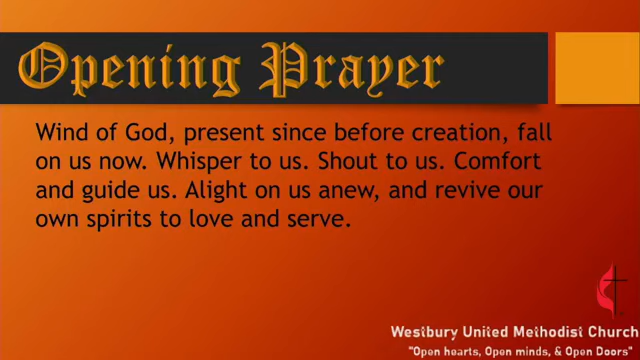 Opening Prayer
Wind of God, present since before creation, fall
on us now. Whisper to us. Shout to us. Comfort
and guide us. Alight on us anew, and revive our
own spirits to love and serve.
Westbury United Methodist Church
"Open hearts, Open minds, & Open Doors"